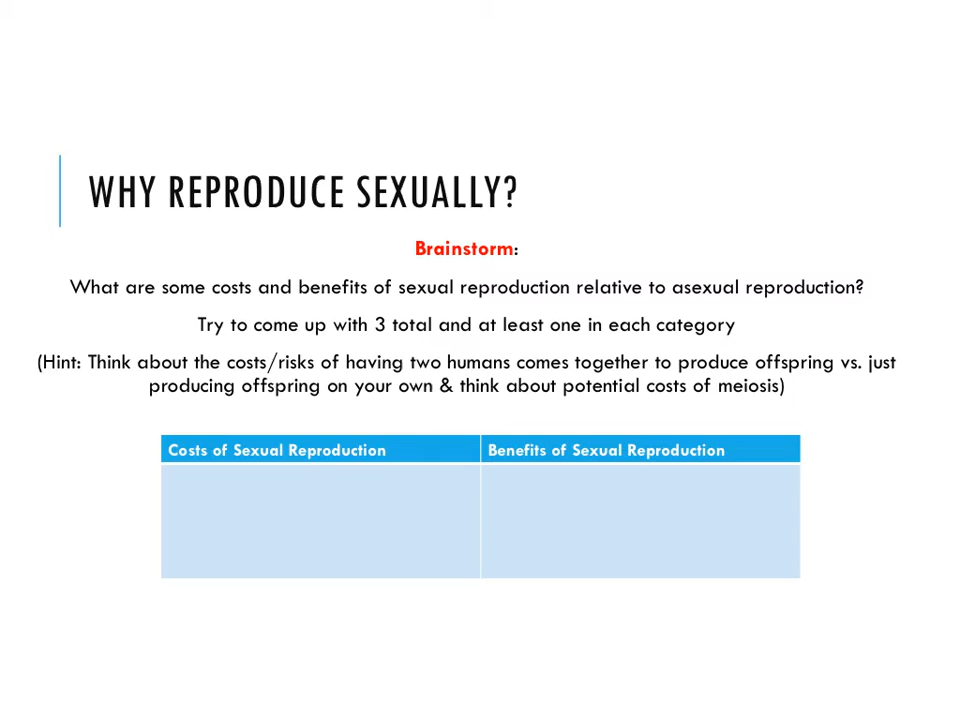 WHY REPRODUCE SEXUALLY?
Brainstorm:
What are some costs and benefits of sexual reproduction relative to asexual reproduction?
Try to come up with 3 total and at least one in each category
(Hint: Think about the costs/risks of having two humans comes together to produce offspring vs. just
producing offspring on your own & think about potential costs of meiosis)
Costs of Sexual Reproduction
Benefits of Sexual Reproduction